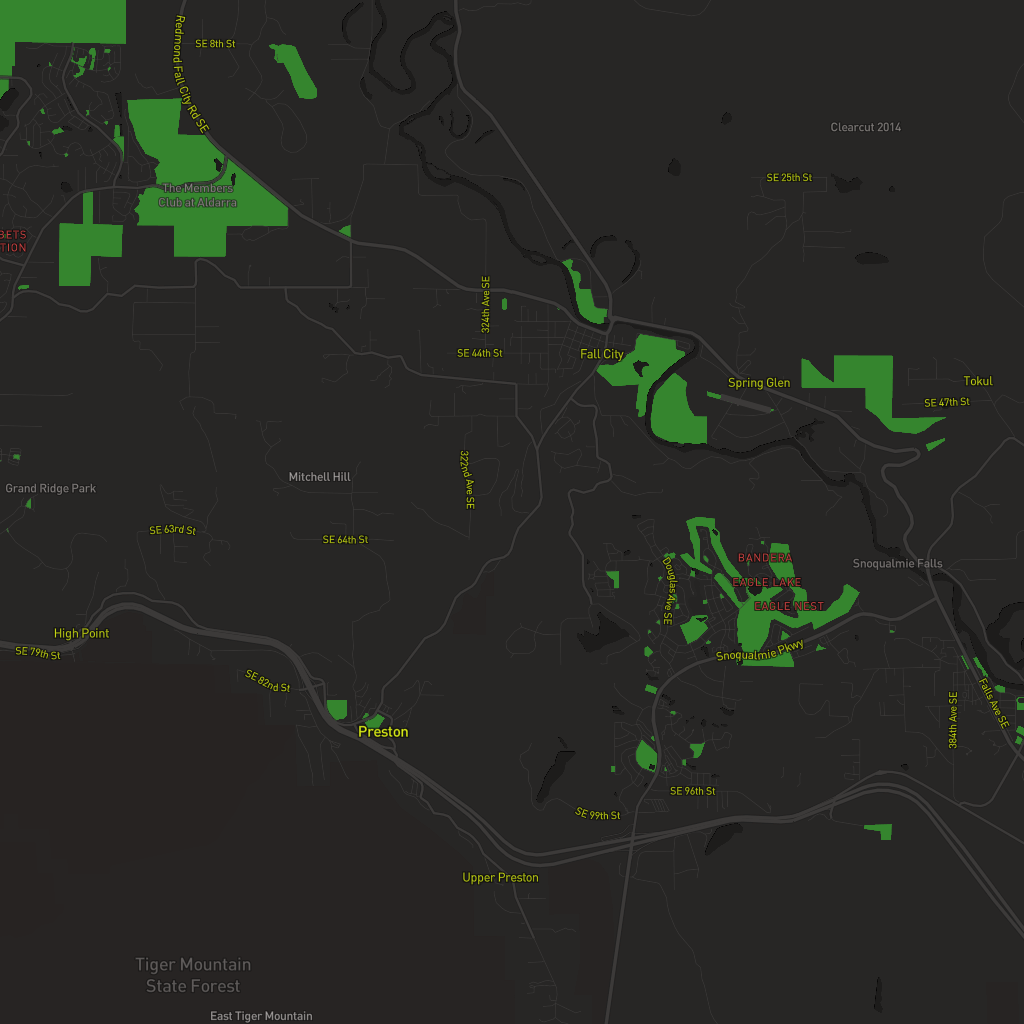 Redmond Fall City Rd SE
SE 8th St
Clearcut 2014
SE 25th St
The Members
Club at Aldarra
BETS
TION
324th Ave SE
SE 44th St
Fall City
Spring Glen
Tokul
SE 47th St
322nd Ave SE
Mitchell Hill
Grand Ridge Park
SE 63rd St
SE 64th St
BANDERA
Snoqualmie Falls
Douglas Ave SE
EAGLE LAKE
EAGLE NEST
High Point
SE 79th St
Snoqualmie Pkwy
SE 82nd St
384th Ave SE
Falls Ave SE
Preston
SE 96th St
SE 99th St
Upper Preston
Tiger Mountain
State Forest
East Tiger Mountain